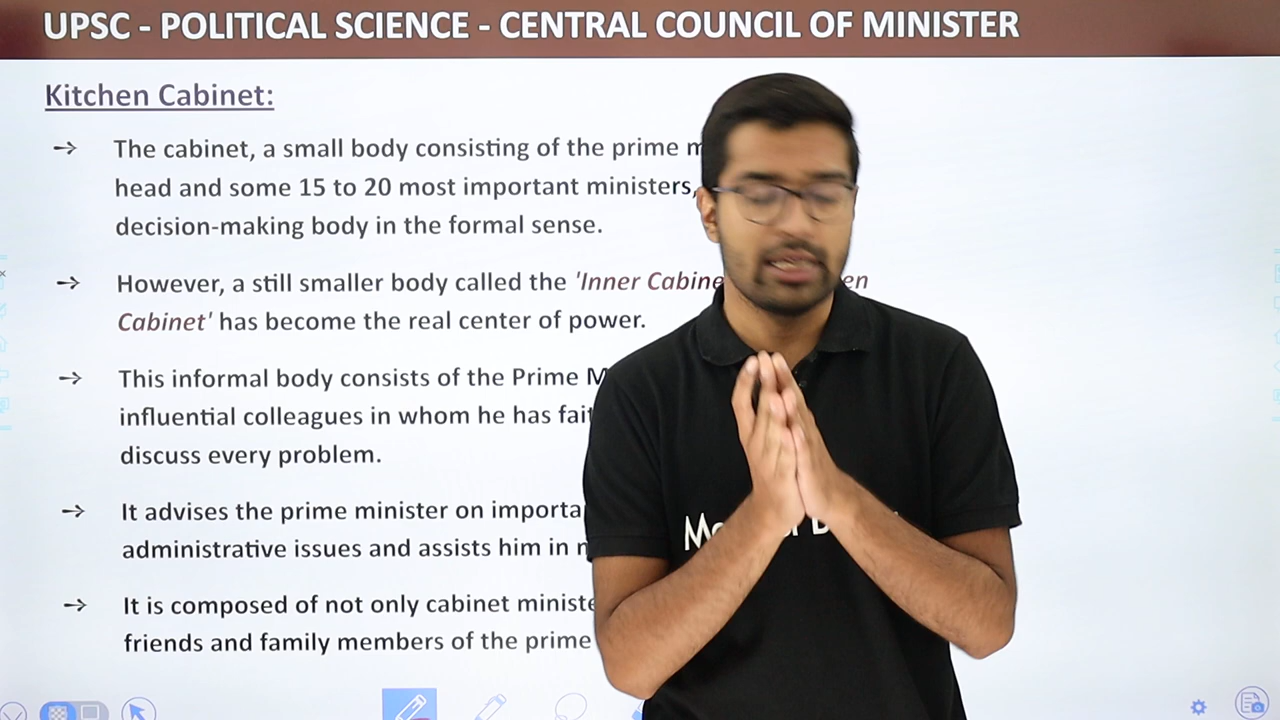 UPSC - POLITICAL SCIENCE - CENTRAL COUNCIL OF MINISTER
Kitchen Cabinet:
→ The cabinet, a small body consisting of the prime
head and some 15 to 20 most important ministers,
decision-making body in the formal sense.
→ However, a still smaller body called the 'Inner
Cabinet' has become the real center of power.
→ This informal body consists of the Prime
influential colleagues in whom he has
discuss every problem.
→ It advises the prime minister on
administrative issues and assists him in
→ It is composed of not only cabinet
friends and family members of the prime